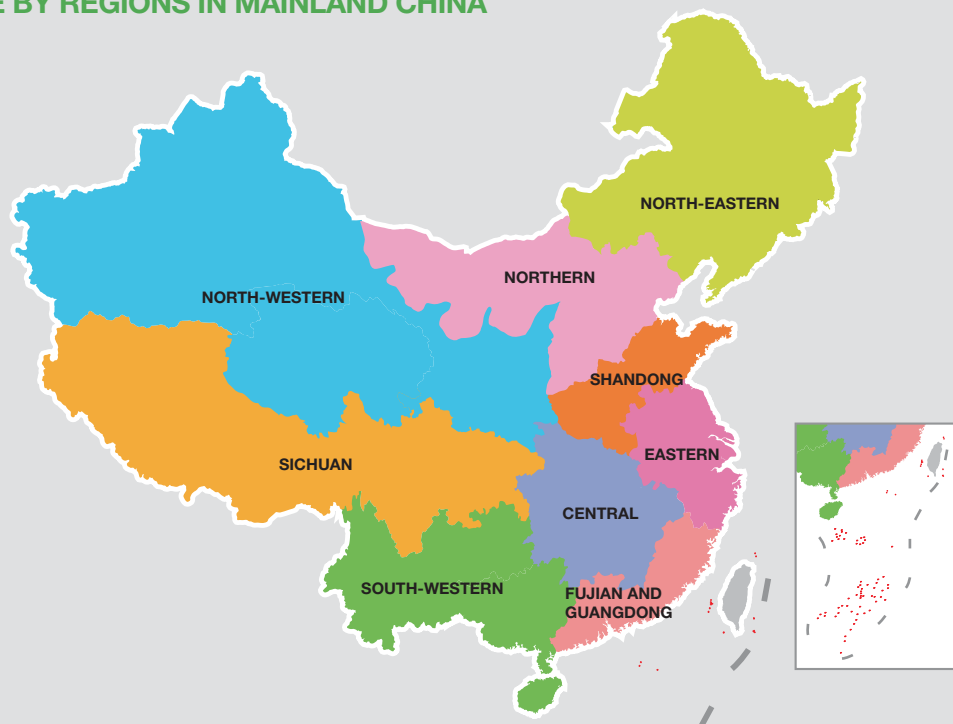 E BY REGIONS IN MAINLAND CHINA
NORTH-EASTERN
NORTHERN
NORTH-WESTERN
SHANDONG
EASTERN
SICHUAN
CENTRAL
SOUTH-WESTERN
FUJIAN AND
GUANGDONG